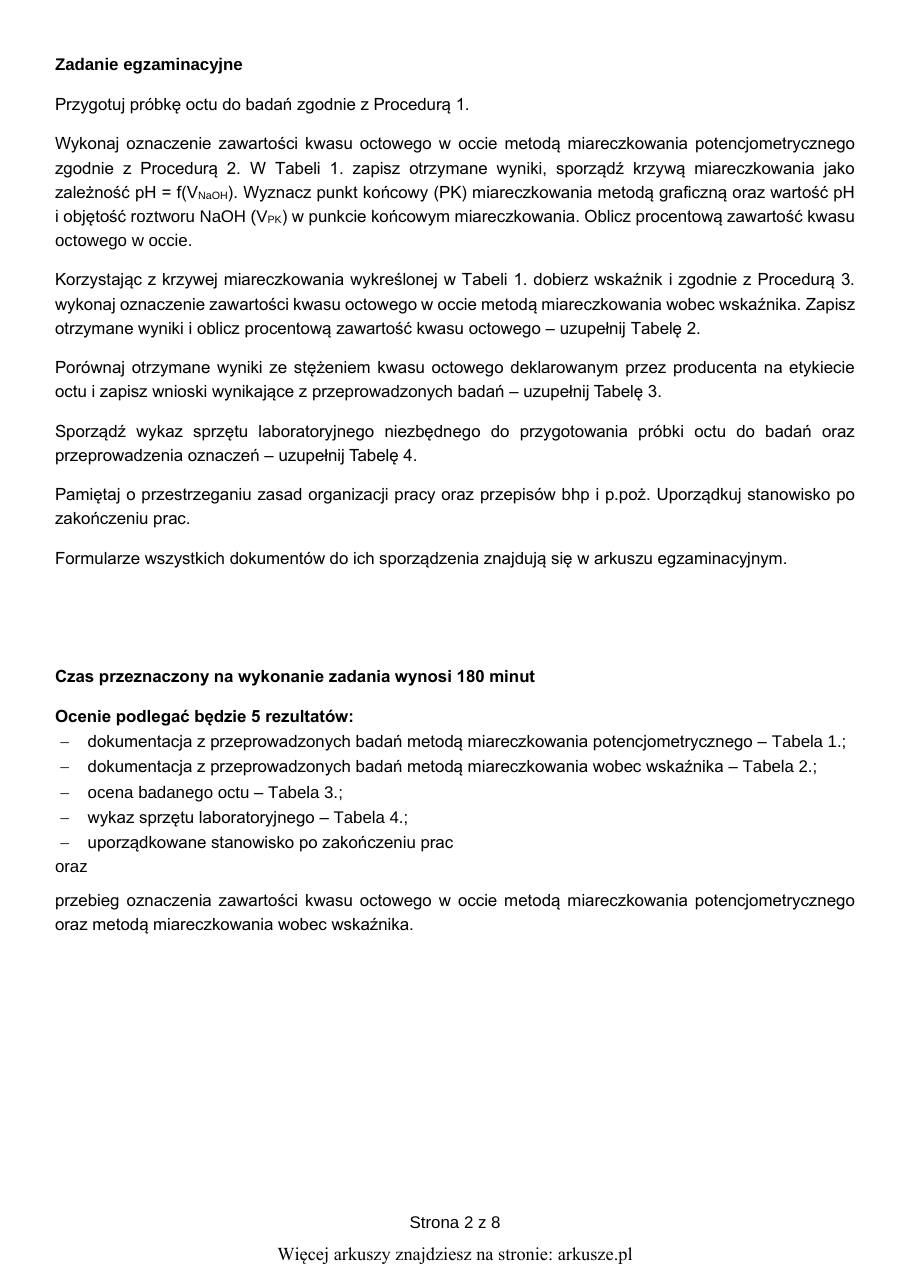 Zadanie egzaminacyjne
Przygotuj próbkę octu do badań zgodnie z Procedurą 1.
Wykonaj oznaczenie zawartości kwasu octowego w occie metodą miareczkowania potencjometrycznego
zgodnie z Procedurą 2. W Tabeli 1. zapisz otrzymane wyniki, sporządź krzywą miareczkowania jako
zależność pH = f(VNaOH). Wyznacz punkt końcowy (PK) miareczkowania metodą graficzną oraz wartość pH
i objętość roztworu NaOH (VPK) w punkcie końcowym miareczkowania. Oblicz procentową zawartość kwasu
octowego w occie.
Korzystając z krzywej miareczkowania wykreślonej w Tabeli 1. dobierz wskaźnik i zgodnie z Procedurą 3.
wykonaj oznaczenie zawartości kwasu octowego w occie metodą miareczkowania wobec wskaźnika. Zapisz
otrzymane wyniki i oblicz procentową zawartość kwasu octowego – uzupełnij Tabelę 2.
Porównaj otrzymane wyniki ze stężeniem kwasu octowego deklarowanym przez producenta na etykiecie
octu i zapisz wnioski wynikające z przeprowadzonych badań – uzupełnij Tabelę 3.
Sporządź wykaz sprzętu laboratoryjnego niezbędnego do przygotowania próbki octu do badań oraz
przeprowadzenia oznaczeń – uzupełnij Tabelę 4.
Pamiętaj o przestrzeganiu zasad organizacji pracy oraz przepisów bhp i p.poż. Uporządkuj stanowisko po
zakończeniu prac.
Formularze wszystkich dokumentów do ich sporządzenia znajdują się w arkuszu egzaminacyjnym.
Czas przeznaczony na wykonanie zadania wynosi 180 minut
Ocenie podlegać będzie 5 rezultatów:
– dokumentacja z przeprowadzonych badań metodą miareczkowania potencjometrycznego – Tabela 1.;
– dokumentacja z przeprowadzonych badań metodą miareczkowania wobec wskaźnika – Tabela 2.;
– ocena badanego octu – Tabela 3.;
– wykaz sprzętu laboratoryjnego – Tabela 4.;
– uporządkowane stanowisko po zakończeniu prac
oraz
przebieg oznaczenia zawartości kwasu octowego w occie metodą miareczkowania potencjometrycznego
oraz metodą miareczkowania wobec wskaźnika.
Strona 2 z 8
Więcej arkuszy znajdziesz na stronie: arkusze.pl